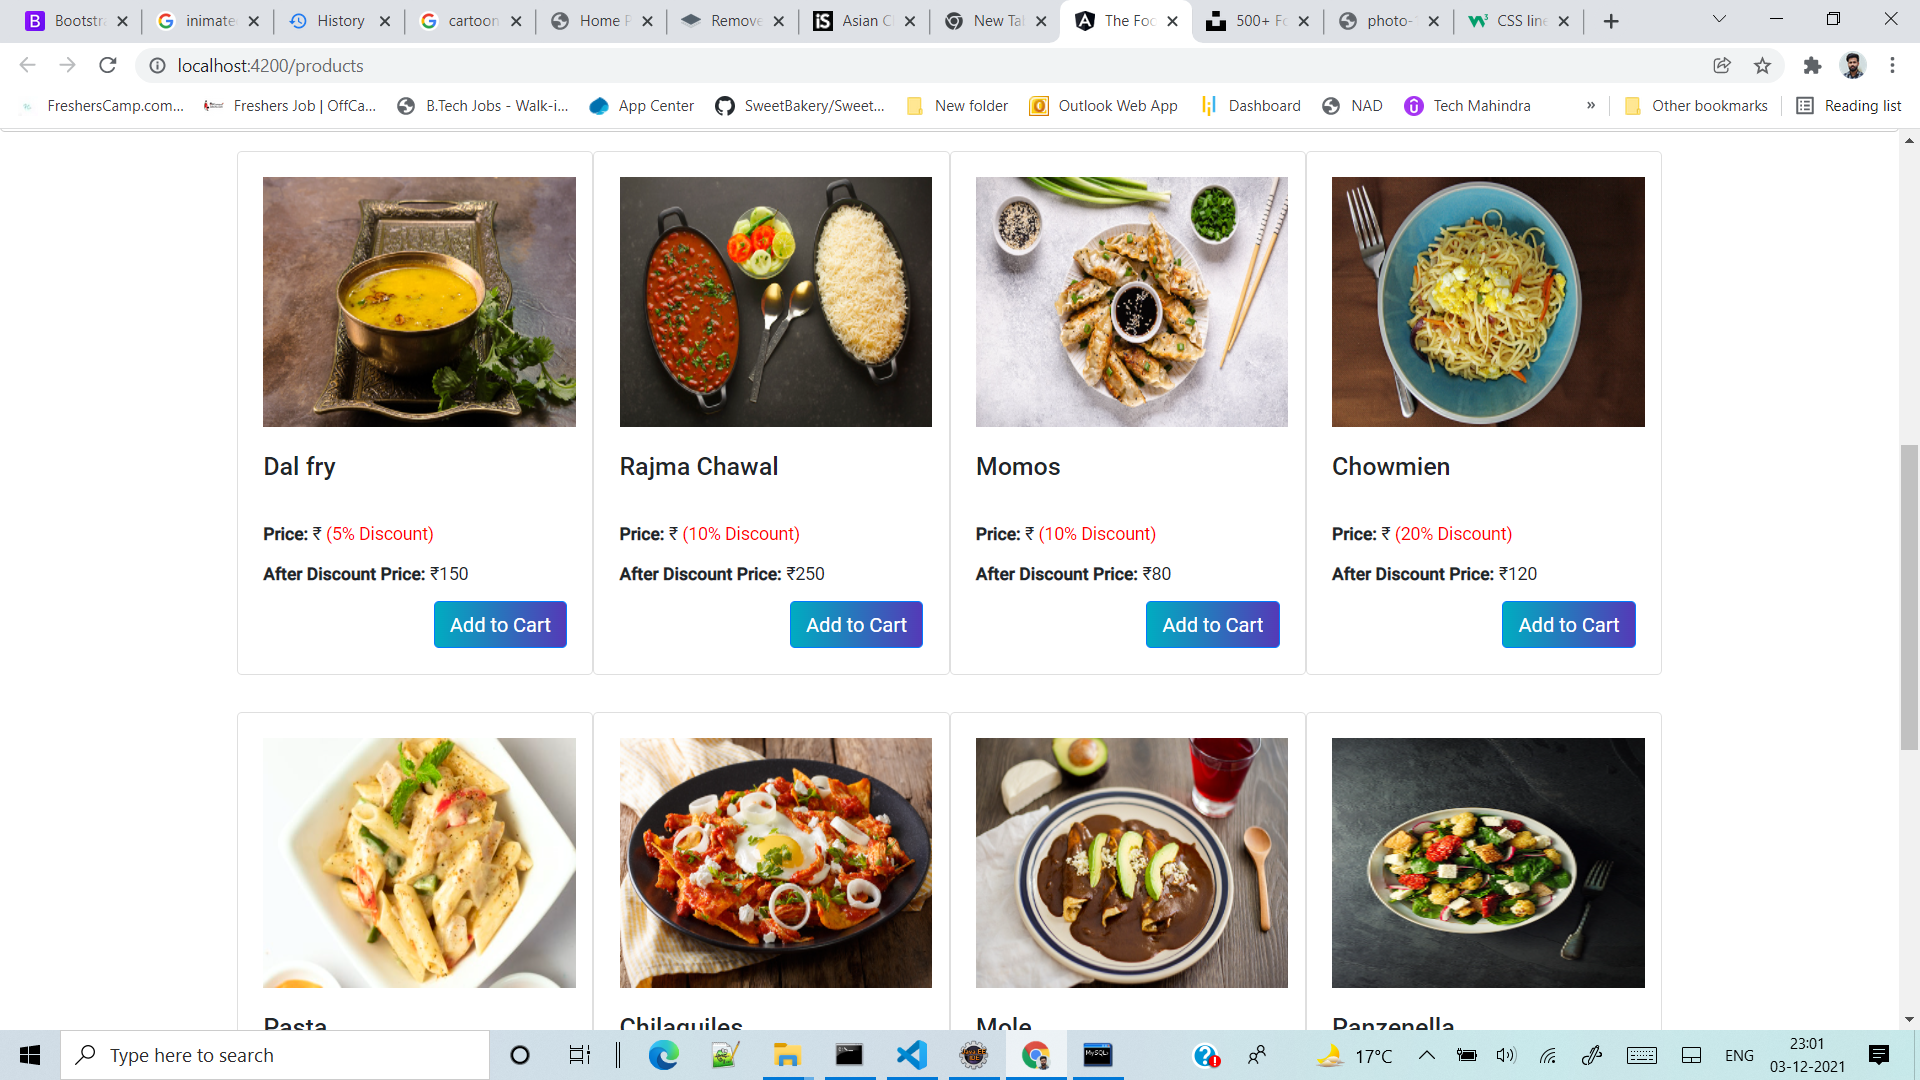 Bootstr
inimate
History
cartoon
Home P
Remove
Asian C
New Tab
The Foo
500+ Fo
photo-
CSS line
localhost:4200/products
FreshersCamp.com...
Freshers Job | OffCa...
B.Tech Jobs - Walk-i...
App Center
SweetBakery/Sweet...
New folder
Outlook Web App
Dashboard
NAD
Tech Mahindra
»
Other bookmarks
Reading list
Dal fry
Rajma Chawal
Momos
Chowmien
Price: ₹ (5% Discount)
Price: ₹ (10% Discount)
Price: ₹ (10% Discount)
Price: ₹ (20% Discount)
After Discount Price: ₹150
After Discount Price: ₹250
After Discount Price: ₹80
After Discount Price: ₹120
Add to Cart
Add to Cart
Add to Cart
Add to Cart
Pasta
Chilaquiles
Mole
Panzenella
Type here to search
17°C
ENG
23:01
03-12-2021